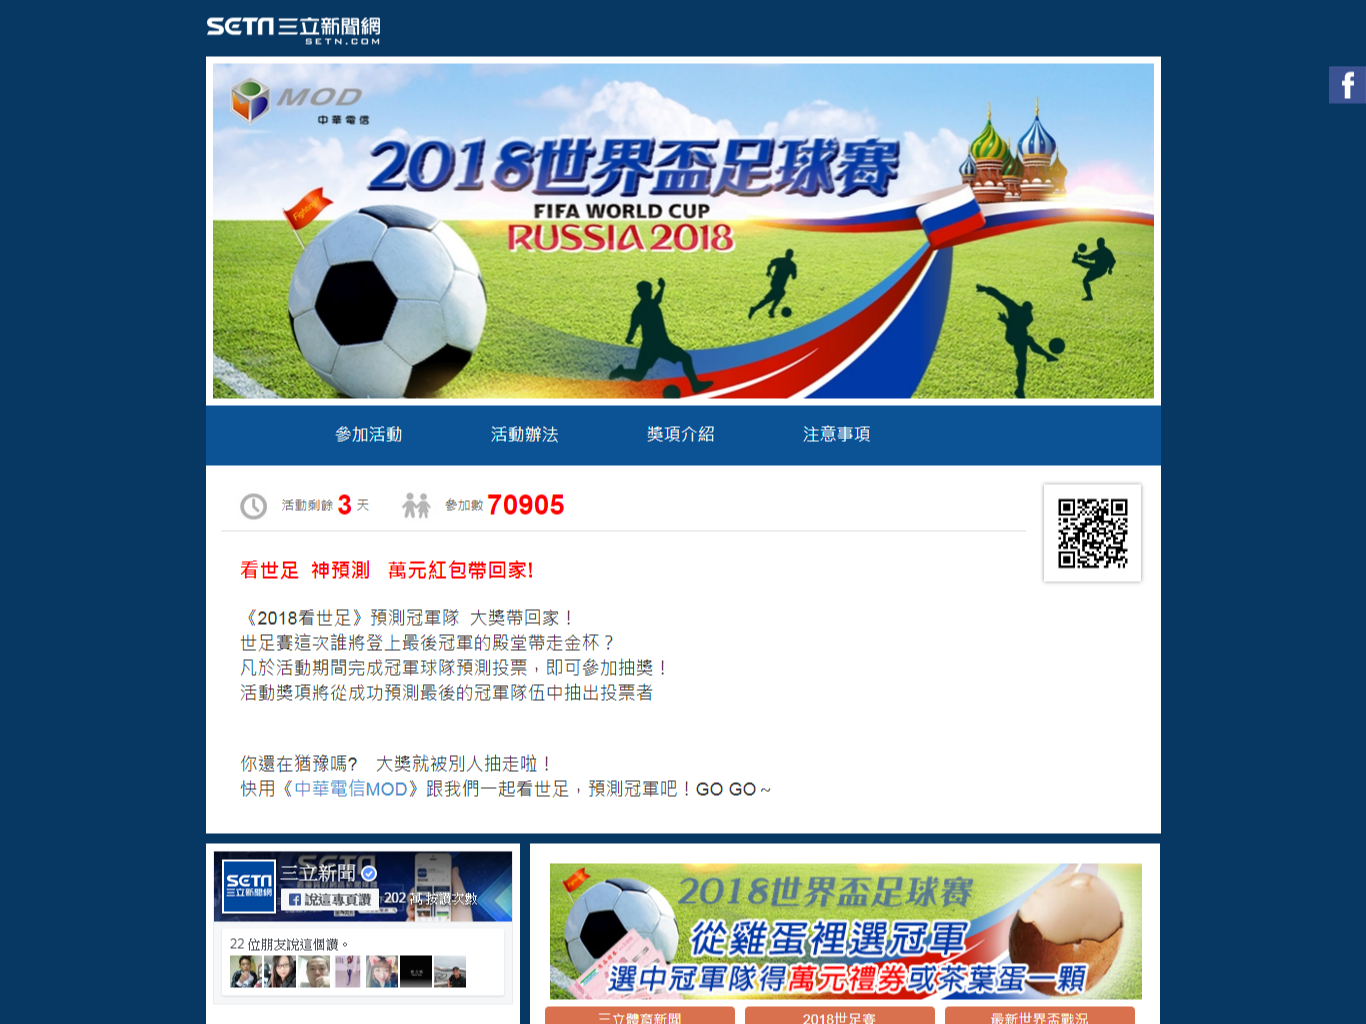 SETN 三立新聞網
SETN.COM
MOD
中華電信
2018世界盃足球賽
FIFA WORLD CUP
RUSSIA 2018
Fighting
參加活動
活動辦法
獎項介紹
注意事項
活動剩餘 3 天
參加數 70905
看世足 神預測 萬元紅包帶回家!
《2018看世足》預測冠軍隊 大獎帶回家！
世足賽這次誰將登上最後冠軍的殿堂帶走金杯？
凡於活動期間完成冠軍球隊預測投票，即可參加抽獎！
活動獎項將從成功預測最後的冠軍隊伍中抽出投票者
你還在猶豫嗎? 大獎就被別人抽走啦！
快用《中華電信MOD》跟我們一起看世足，預測冠軍吧！GO GO ~
SETN
三立新聞網
三立新聞
說這專頁讚
202 萬 按讚次數
22 位朋友說這個讚。
2018世界盃足球賽
從雞蛋裡選冠軍
選中冠軍隊得萬元禮券或茶葉蛋一顆
三立體育新聞
2018世足賽
最新世界盃戰況